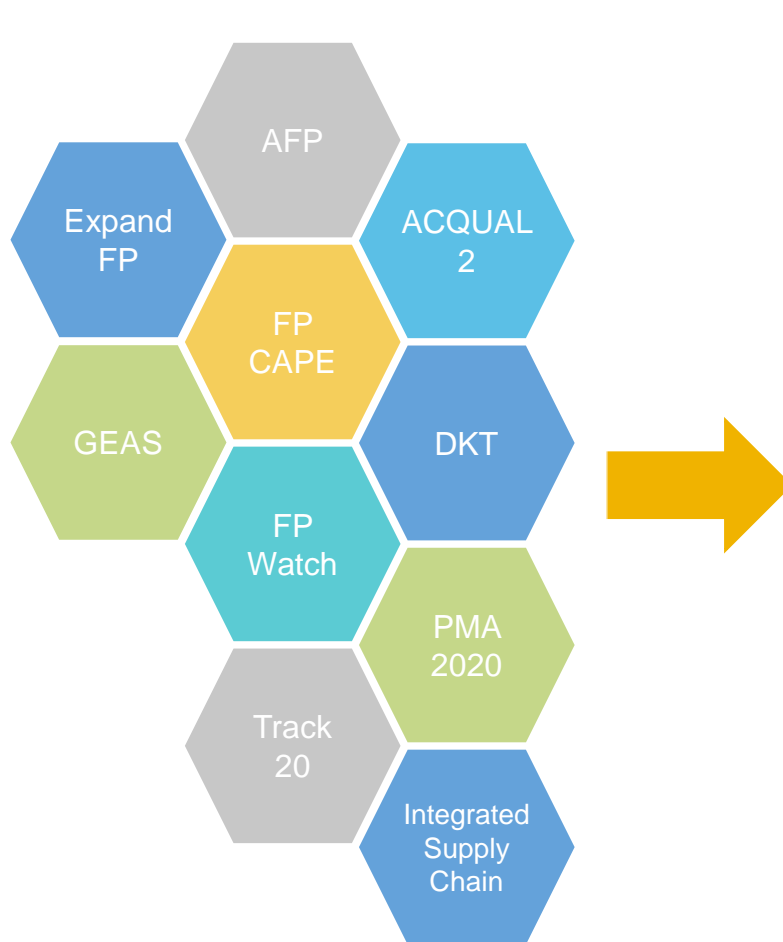 AFP
Expand
FP
ACQUAL
2
FP
CAPE
GEAS
DKT
FP
Watch
PMA
2020
Track
20
Integrated
Supply
Chain